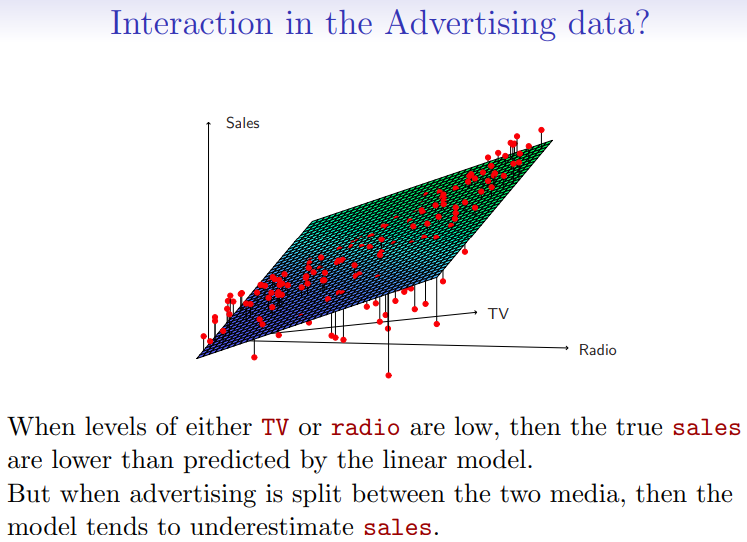 Interaction in the Advertising data?
Sales
TV
Radio
When levels of either TV or radio are low, then the true sales
are lower than predicted by the linear model.
But when advertising is split between the two media, then the
model tends to underestimate sales.